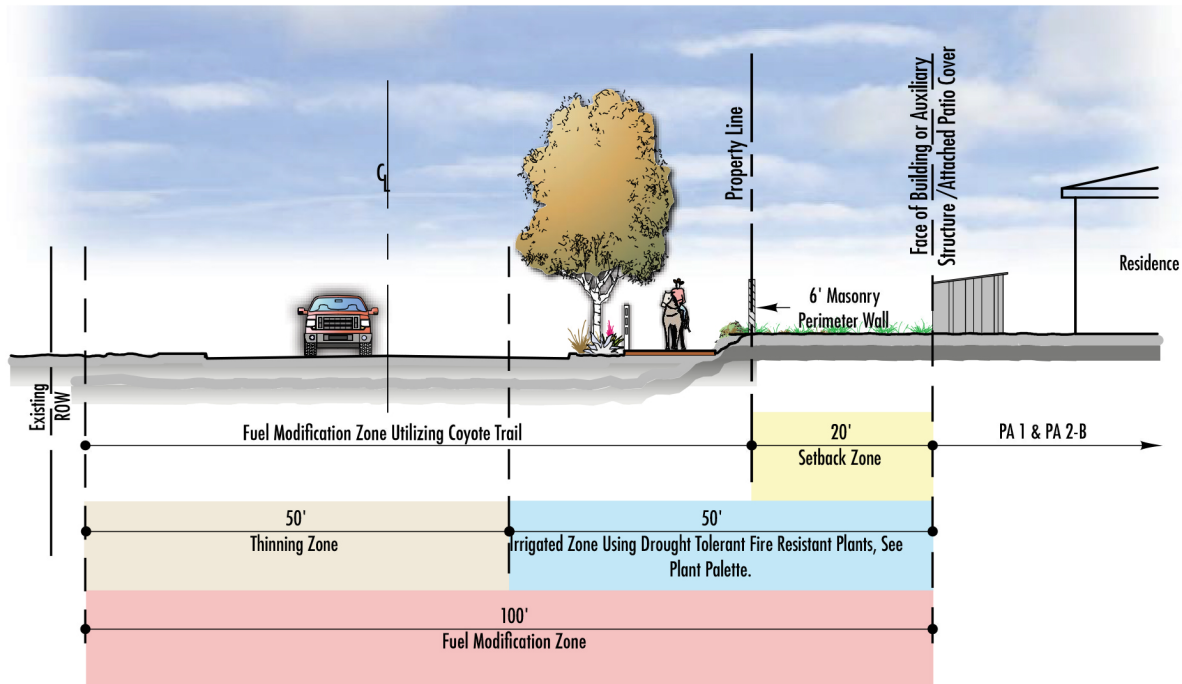 ℄
Property Line
Face of Building or Auxiliary
Structure /Attached Patio Cover
Residence
6' Masonry
Perimeter Wall
Existing
ROW
Fuel Modification Zone Utilizing Coyote Trail
20'
Setback Zone
PA 1 & PA 2-B
50'
Thinning Zone
50'
Irrigated Zone Using Drought Tolerant Fire Resistant Plants, See
Plant Palette.
100'
Fuel Modification Zone